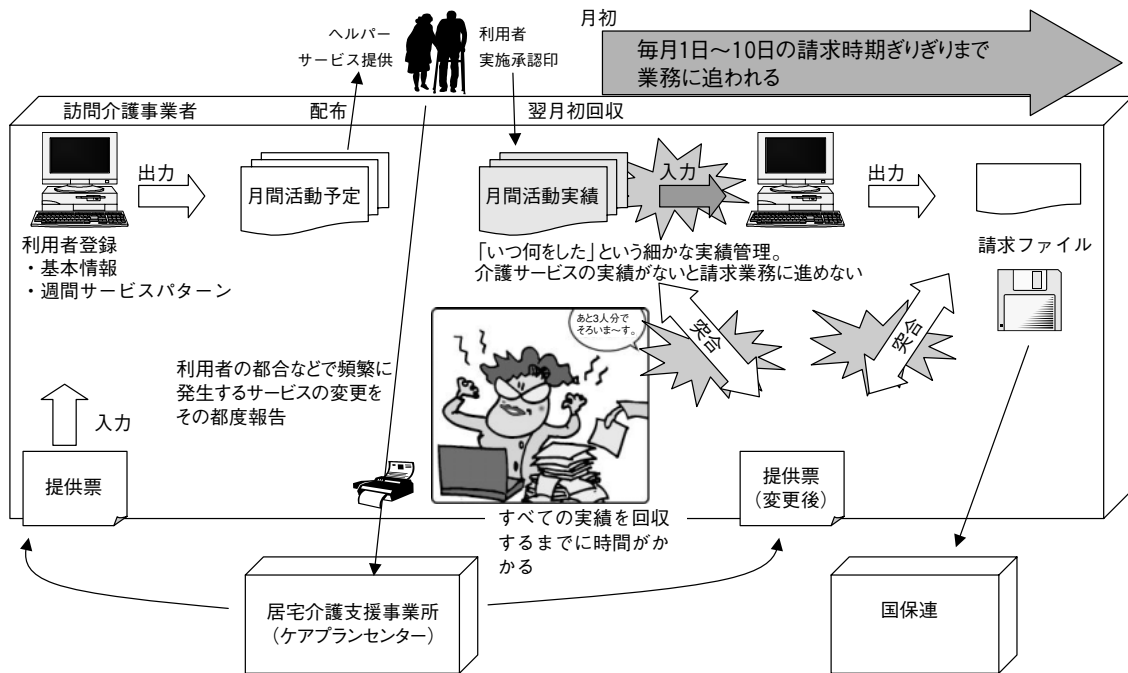 月初
毎月1日～10日の請求時期ぎりぎりまで
業務に追われる
ヘルパー
サービス提供
利用者
実施承認印
訪問介護事業者
配布
翌月初回収
出力
月間活動予定
月間活動実績
入力
出力
利用者登録
・基本情報
・週間サービスパターン
「いつ何をした」という細かな実績管理。
介護サービスの実績がないと請求業務に進めない
請求ファイル
あと3人分で
そろいま～す。
突合
突合
利用者の都合などで頻繁に
発生するサービスの変更を
その都度報告
入力
提供票
提供票
（変更後）
すべての実績を回収
するまでに時間がか
かる
居宅介護支援事業所
（ケアプランセンター）
国保連